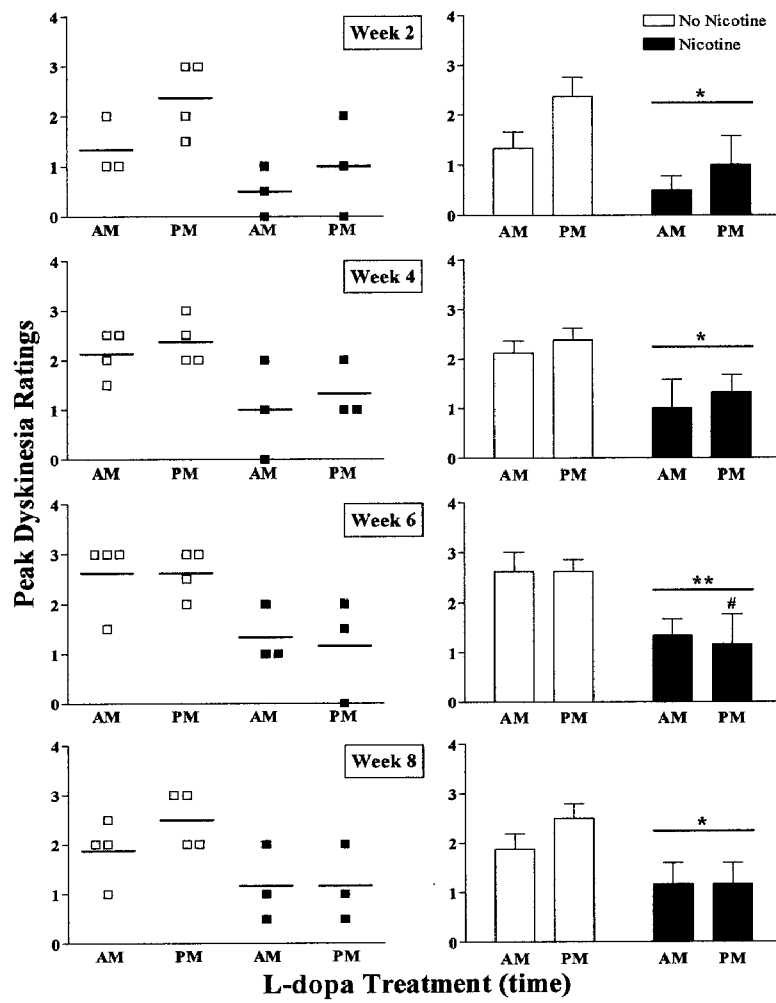 4
3
2
1
0
Week 2
AM PM AM PM
4
3
2
1
0
No Nicotine
Nicotine
*
AM PM AM PM
4
3
2
1
0
Week 4
AM PM AM PM
4
3
2
1
0
*
AM PM AM PM
4
3
2
1
0
Week 6
AM PM AM PM
4
3
2
1
0
**
#
AM PM AM PM
4
3
2
1
0
Week 8
AM PM AM PM
4
3
2
1
0
*
AM PM AM PM
Peak Dyskinesia Ratings
L-dopa Treatment (time)